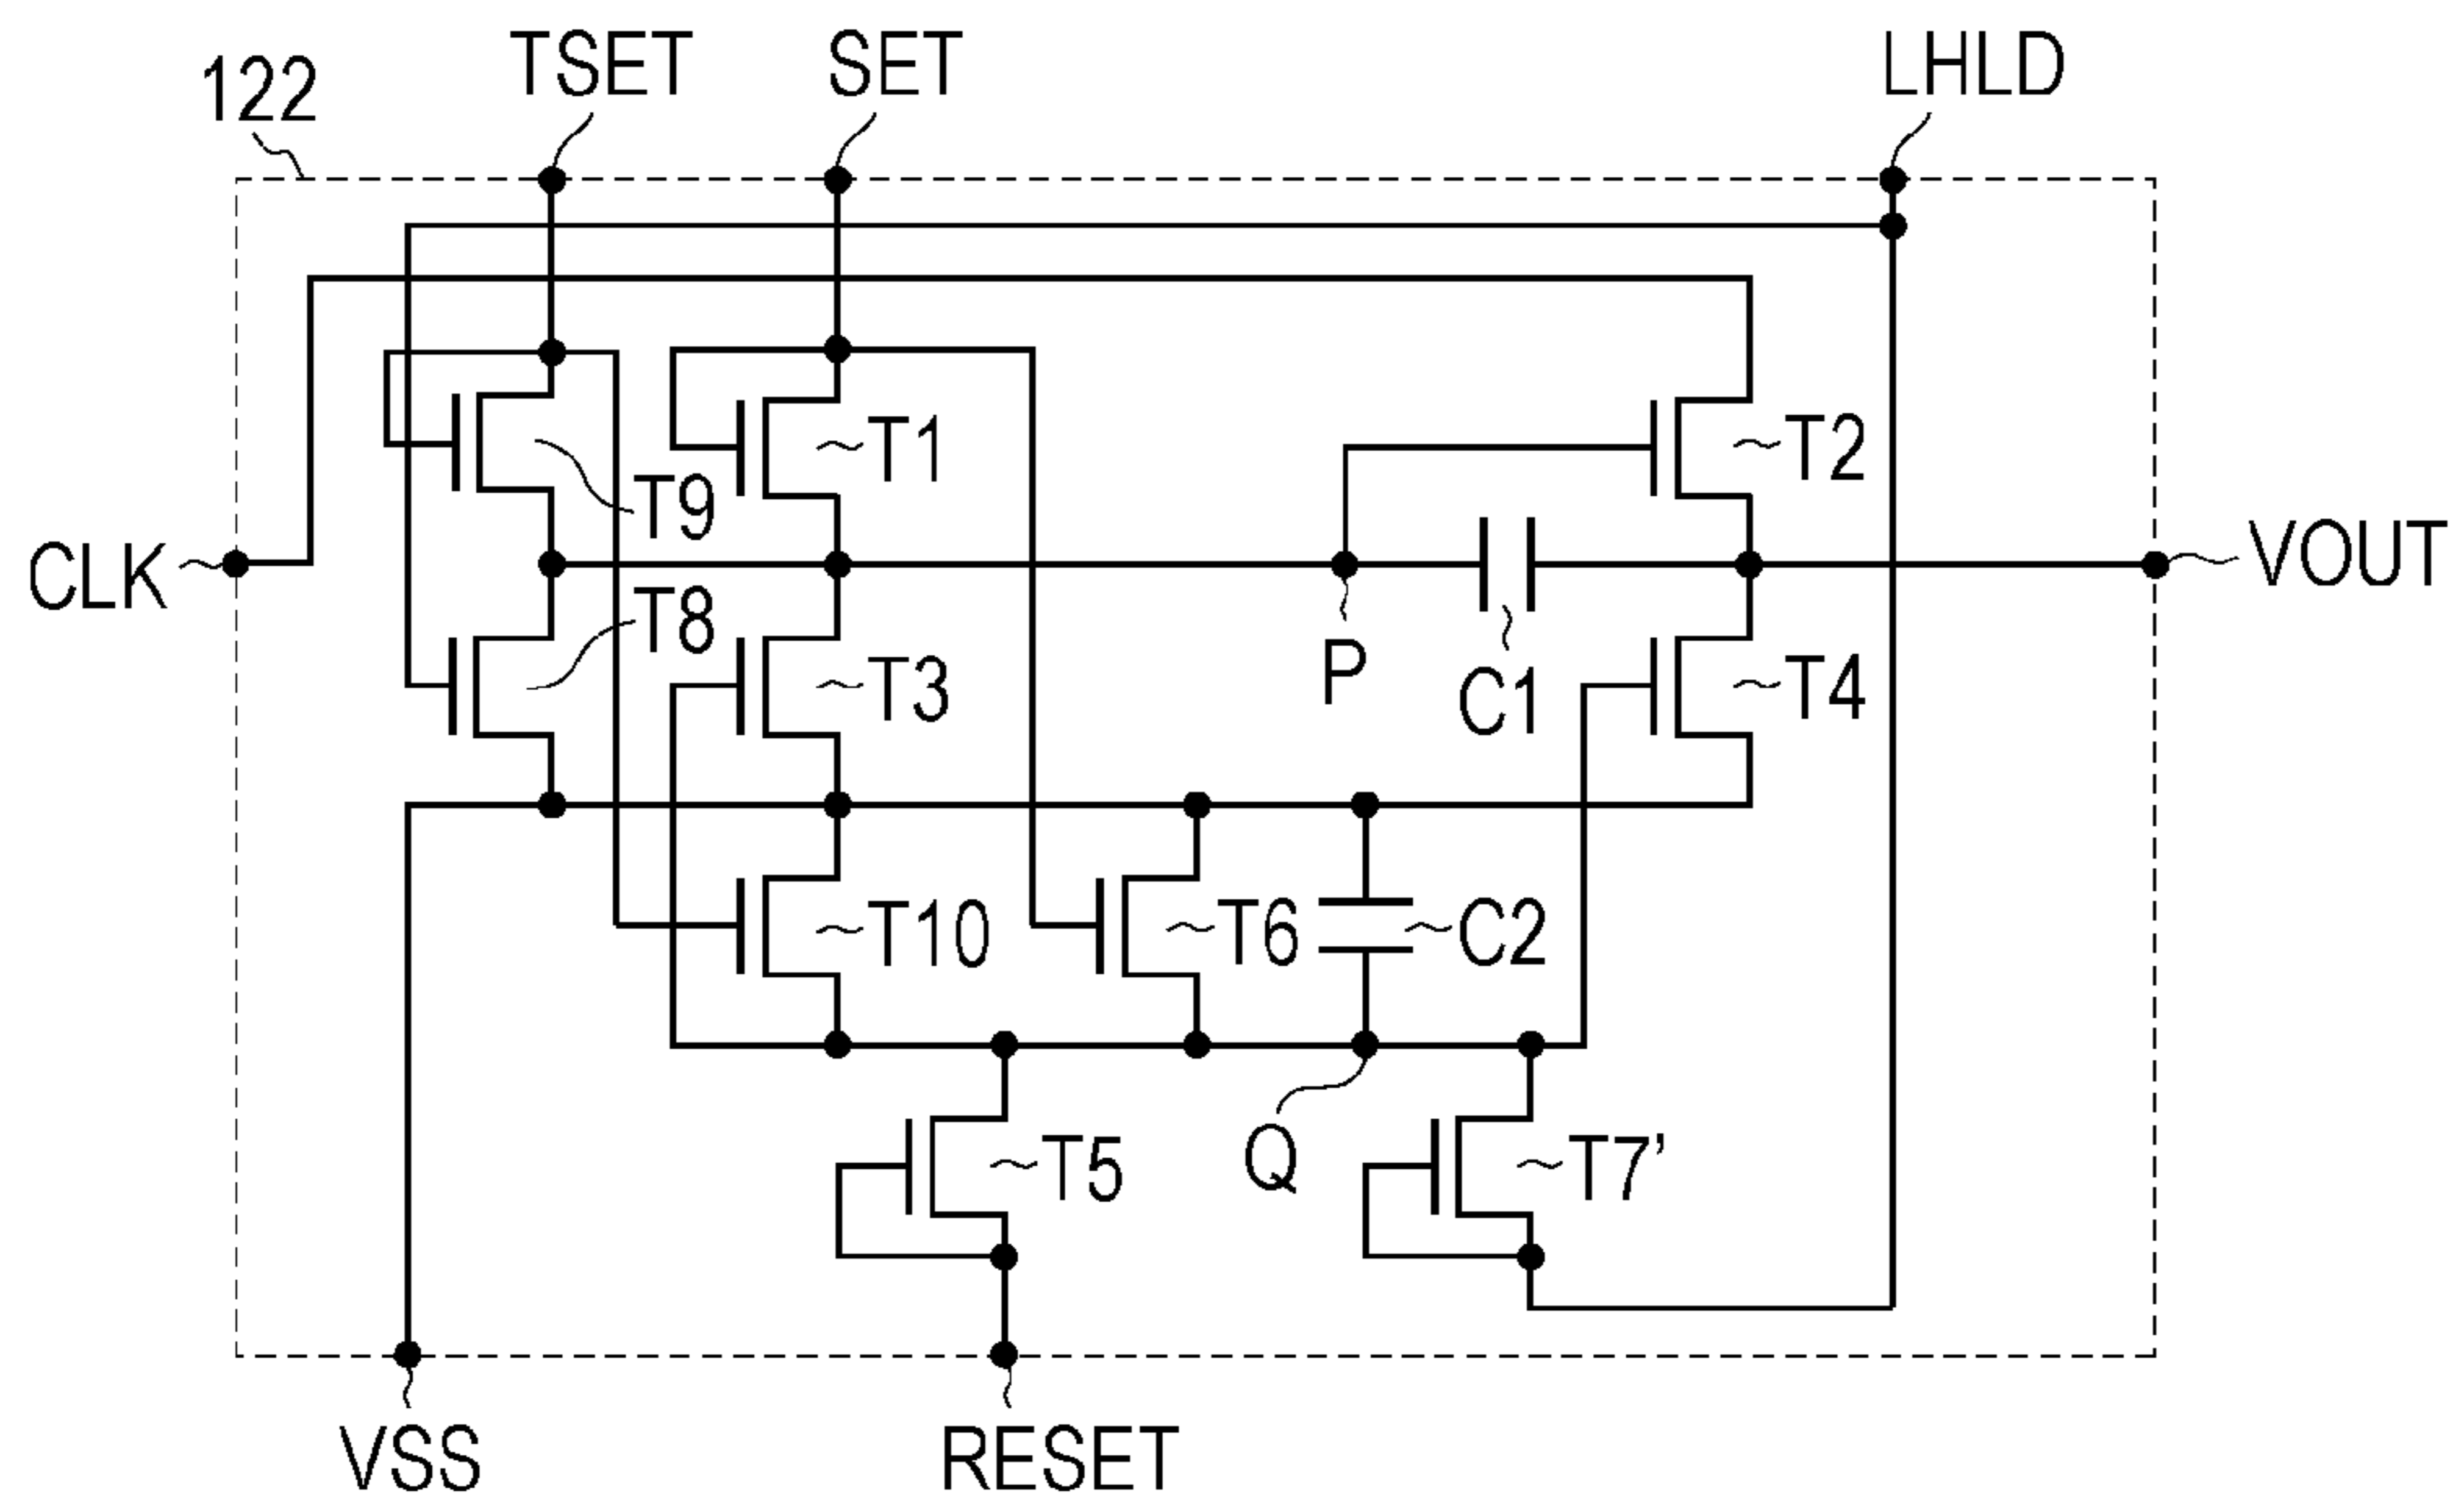 122
TSET
SET
LHLD
T1
T2
T9
CLK
VOUT
T8
P
C1
T3
T4
T10
T6
C2
T5
Q
T7’
VSS
RESET